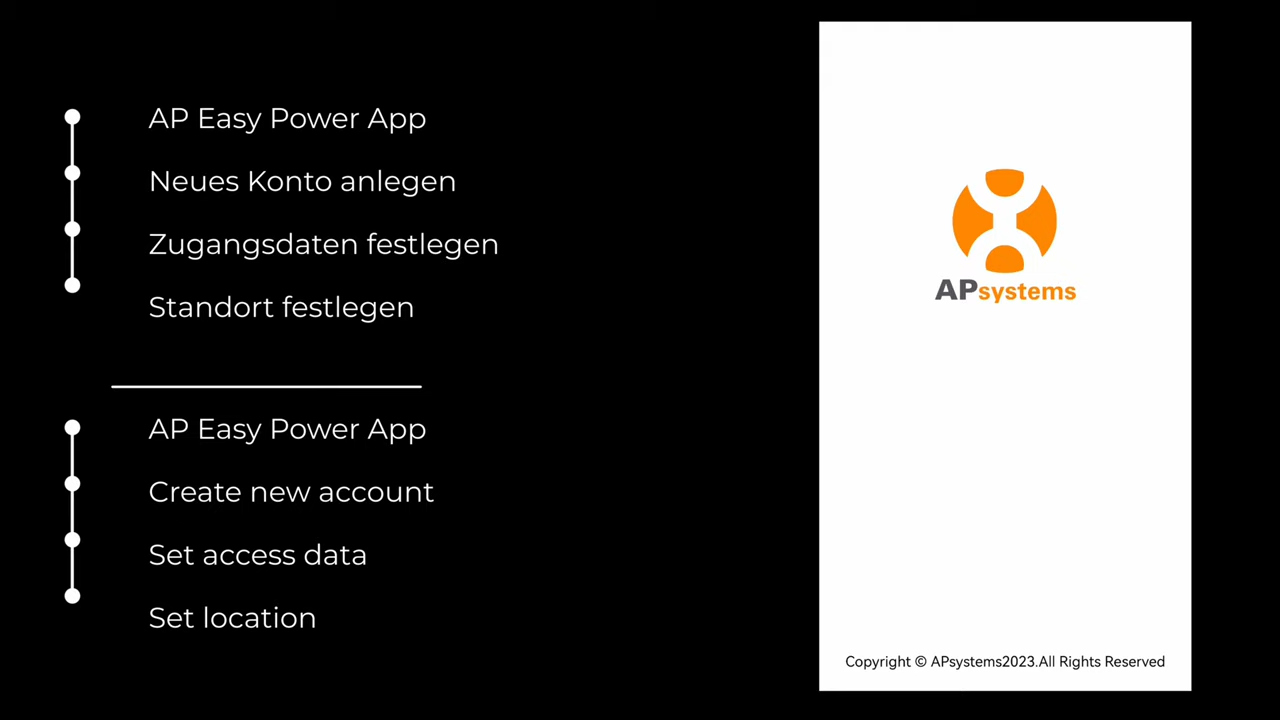 AP Easy Power App
Neues Konto anlegen
Zugangsdaten festlegen
Standort festlegen
AP Easy Power App
Create new account
Set access data
Set location
APsystems
Copyright © APsystems2023.All Rights Reserved